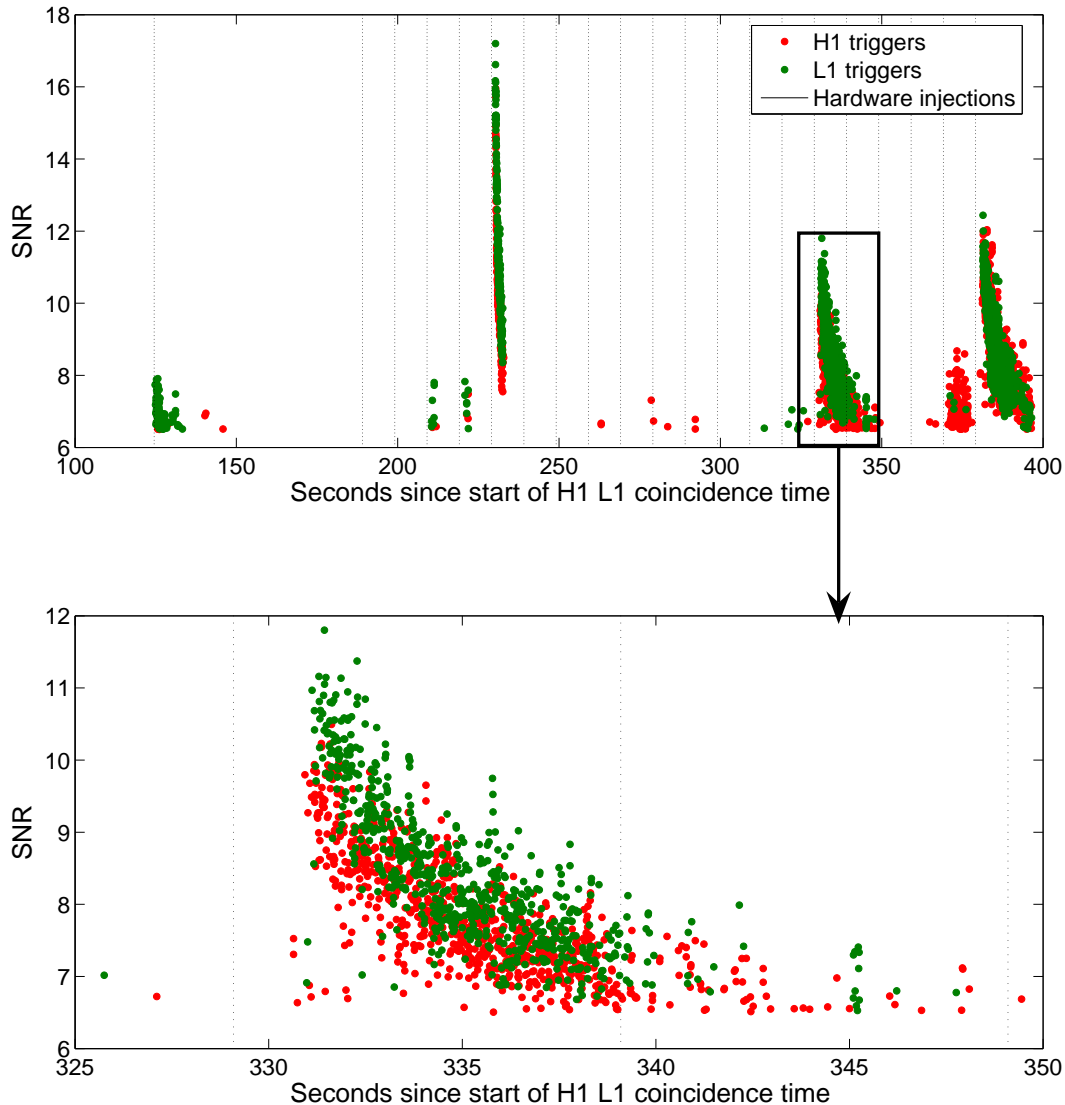 18
16
14
12
10
8
6
SNR
H1 triggers
L1 triggers
Hardware injections
100 150 200 250 300 350 400
Seconds since start of H1 L1 coincidence time
12
11
10
9
8
7
6
SNR
325 330 335 340 345 350
Seconds since start of H1 L1 coincidence time